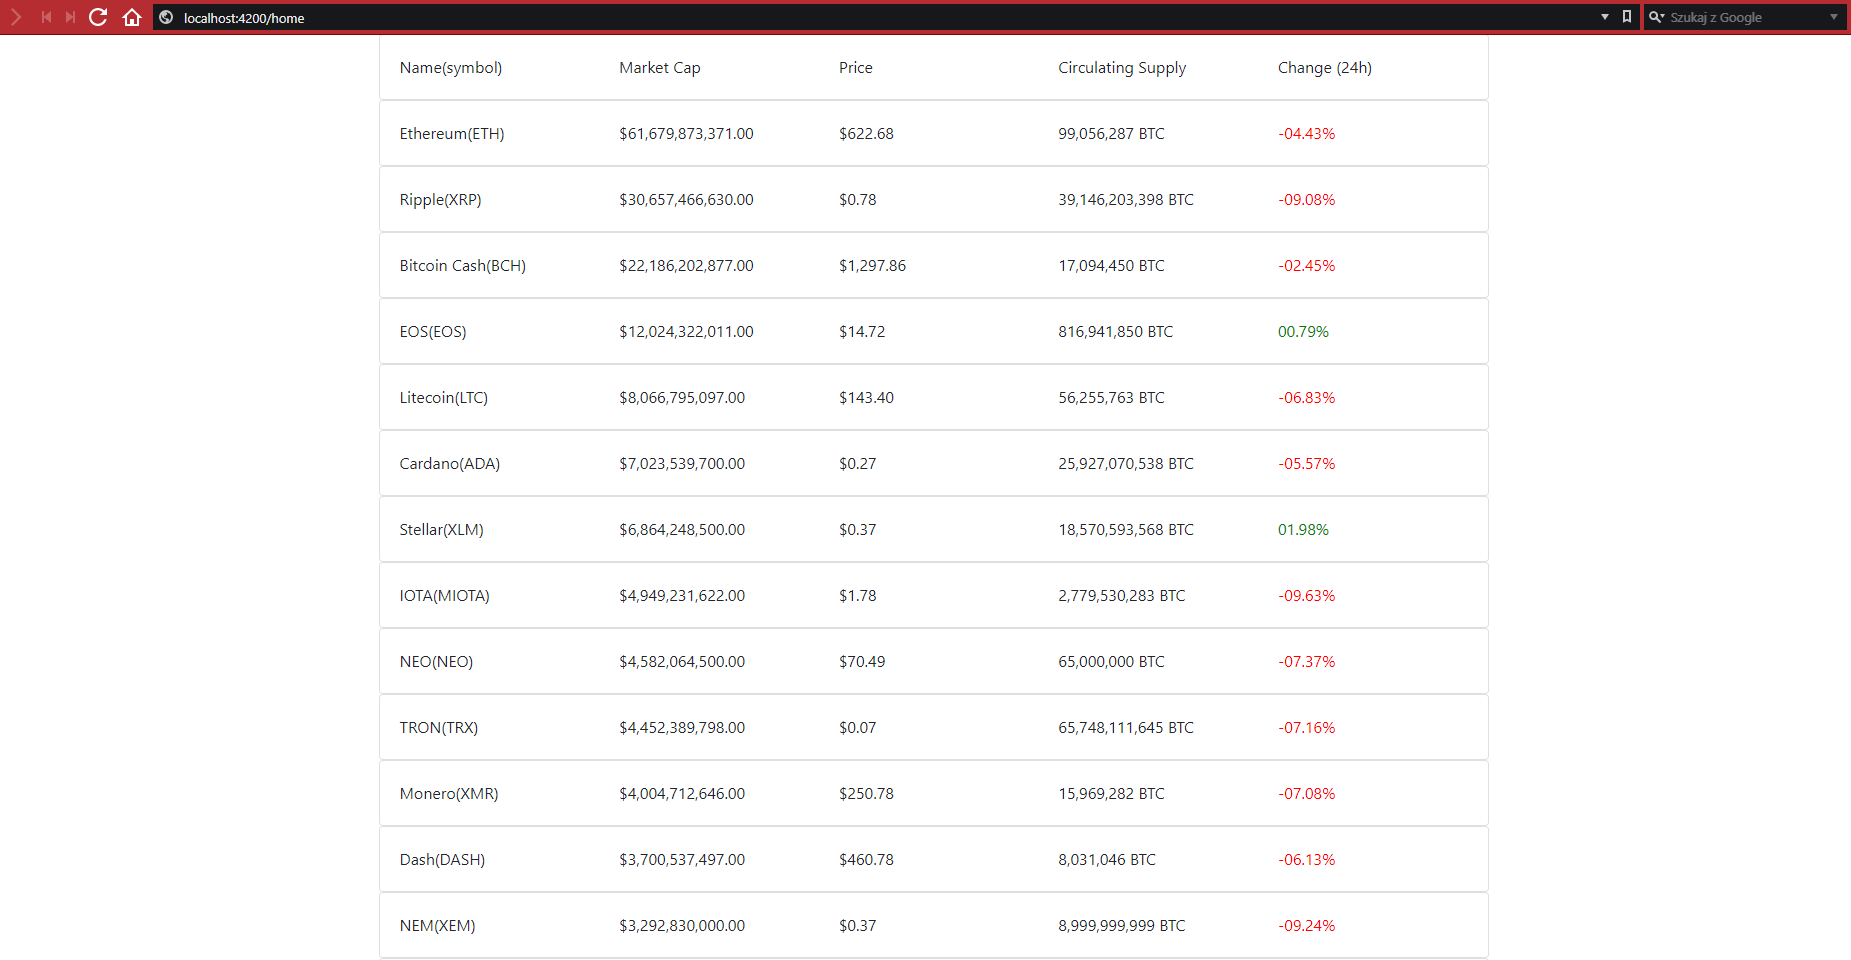 localhost:4200/home Szukaj z Google
Name(symbol) Market Cap Price Circulating Supply Change (24h)
Ethereum(ETH) $61,679,873,371.00 $622.68 99,056,287 BTC -04.43%
Ripple(XRP) $30,657,466,630.00 $0.78 39,146,203,398 BTC -09.08%
Bitcoin Cash(BCH) $22,186,202,877.00 $1,297.86 17,094,450 BTC -02.45%
EOS(EOS) $12,024,322,011.00 $14.72 816,941,850 BTC 00.79%
Litecoin(LTC) $8,066,795,097.00 $143.40 56,255,763 BTC -06.83%
Cardano(ADA) $7,023,539,700.00 $0.27 25,927,070,538 BTC -05.57%
Stellar(XLM) $6,864,248,500.00 $0.37 18,570,593,568 BTC 01.98%
IOTA(MIOTA) $4,949,231,622.00 $1.78 2,779,530,283 BTC -09.63%
NEO(NEO) $4,582,064,500.00 $70.49 65,000,000 BTC -07.37%
TRON(TRX) $4,452,389,798.00 $0.07 65,748,111,645 BTC -07.16%
Monero(XMR) $4,004,712,646.00 $250.78 15,969,282 BTC -07.08%
Dash(DASH) $3,700,537,497.00 $460.78 8,031,046 BTC -06.13%
NEM(XEM) $3,292,830,000.00 $0.37 8,999,999,999 BTC -09.24%